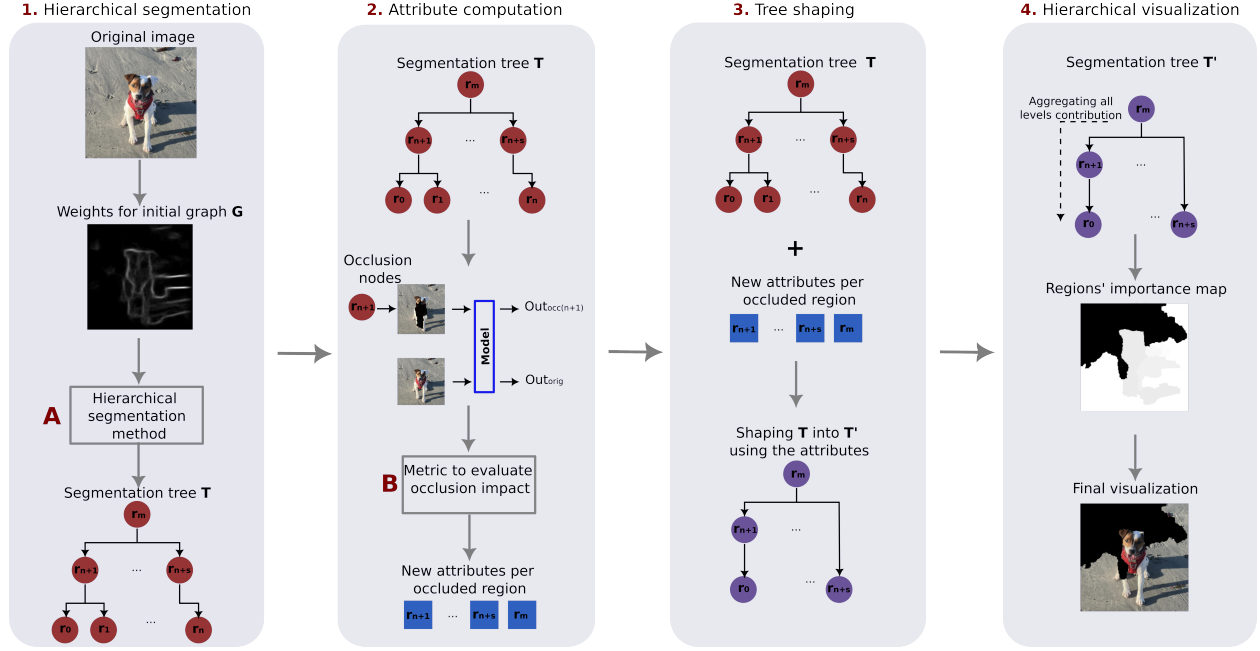 1. Hierarchical segmentation
Original image
Weights for initial graph G
A
Hierarchical
segmentation
method
Segmentation tree T
rm
rn+1 ... rn+s
r0 r1 ... rn
2. Attribute computation
Segmentation tree T
rm
rn+1 ... rn+s
r0 r1 ... rn
Occlusion
nodes
rn+1
Model
Outocc(n+1)
Outorig
B
Metric to evaluate
occlusion impact
New attributes per
occluded region
rn+1 ... rn+s rm
3. Tree shaping
Segmentation tree T
rm
rn+1 ... rn+s
r0 r1 ... rn
+
New attributes per
occluded region
rn+1 ... rn+s rm
Shaping T into T'
using the attributes
rm
rn+1 ...
r0 ... rn+s
4. Hierarchical visualization
Segmentation tree T'
Aggregating all
levels contribution
rm
rn+1 ...
r0 ... rn+s
Regions' importance map
Final visualization